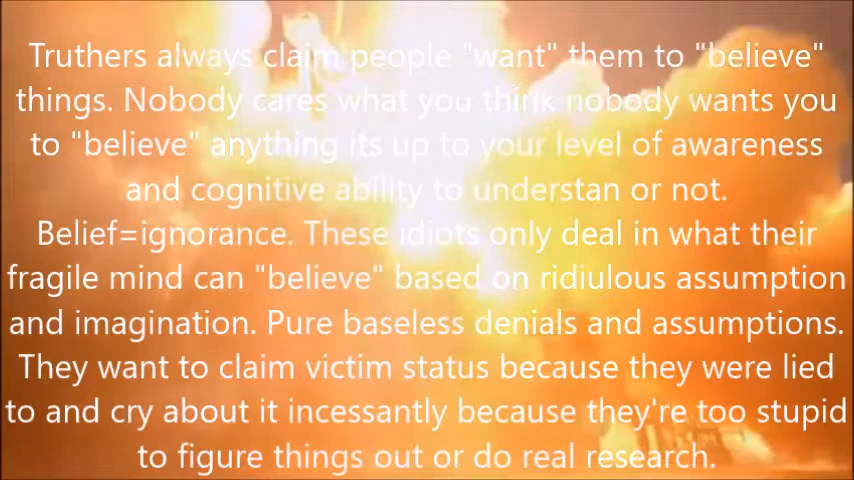 Truthers always claim people "want" them to "believe"
things. Nobody cares what you think nobody wants you
to "believe" anything its up to your level of awareness
and cognitive ability to understan or not.
Belief=ignorance. These idiots only deal in what their
fragile mind can "believe" based on ridiulous assumption
and imagination. Pure baseless denials and assumptions.
They want to claim victim status because they were lied
to and cry about it incessantly because they're too stupid
to figure things out or do real research.